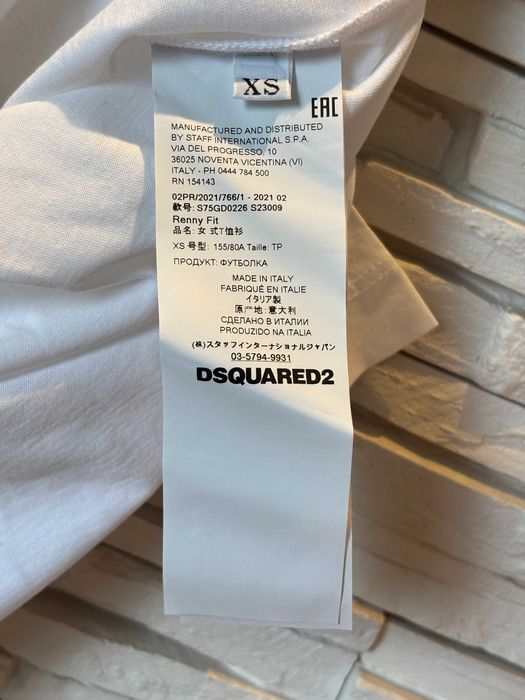 XS
EAC
MANUFACTURED AND DISTRIBUTED
BY STAFF INTERNATIONAL S.P.A.
VIA DEL PROGRESSO, 10
36025 NOVENTA VICENTINA (VI)
ITALY - PH 0444 784 500
RN 154143
02PR/2021/766/1 - 2021 02
款号: S75GD0226 S23009
Renny Fit
品名: 女 式T恤衫
XS 号型: 155/80A Taille: TP
ПРОДУКТ: ФУТБОЛКА
MADE IN ITALY
FABRIQUÉ EN ITALIE
イタリア製
原产地: 意大利
СДЕЛАНО В ИТАЛИИ
PRODUZIDO NA ITALIA
(株)スタッフインターナショナルジャパン
03-5794-9931
DSQUARED2